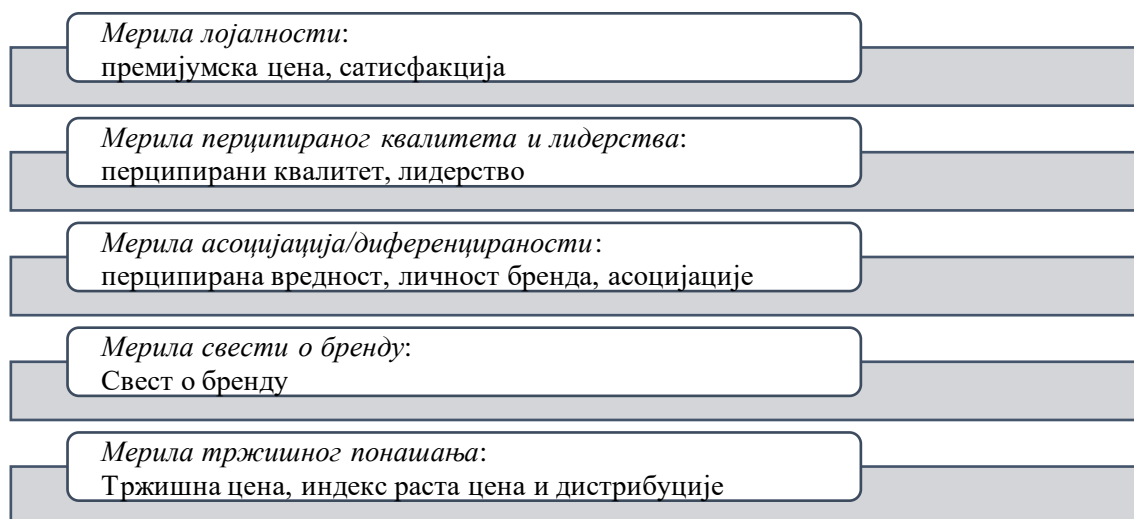 Мерила лојалности:
премијумска цена, сатисфакција
Мерила перципираног квалитета и лидерства:
перципирани квалитет, лидерство
Мерила асоцијација/диференцираности:
перципирана вредност, личност бренда, асоцијације
Мерила свести о бренду:
Свест о бренду
Мерила тржишног понашања:
Тржишна цена, индекс раста цена и дистрибуције